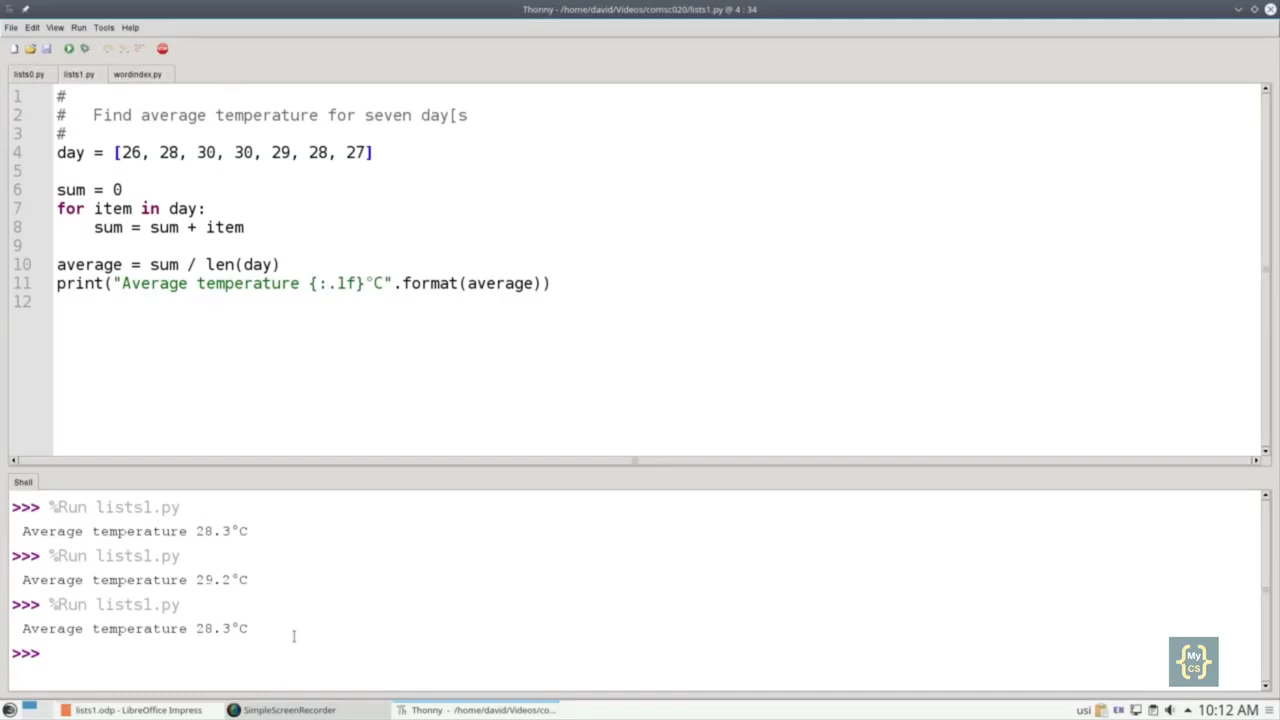 Thonny - /home/david/Videos/comsc020/lists1.py @ 4 : 34
File Edit View Run Tools Help
lists0.py lists1.py wordindex.py
1 #
2 #   Find average temperature for seven day[s
3 #
4 day = [26, 28, 30, 30, 29, 28, 27]
5
6 sum = 0
7 for item in day:
8     sum = sum + item
9
10 average = sum / len(day)
11 print("Average temperature {:.1f}°C".format(average))
12
Shell
>>> %Run lists1.py
Average temperature 28.3°C
>>> %Run lists1.py
Average temperature 29.2°C
>>> %Run lists1.py
Average temperature 28.3°C
>>>
{My CS}
lists1.odp - LibreOffice Impress SimpleScreenRecorder Thonny - /home/david/Videos/co... usi EN 10:12 AM